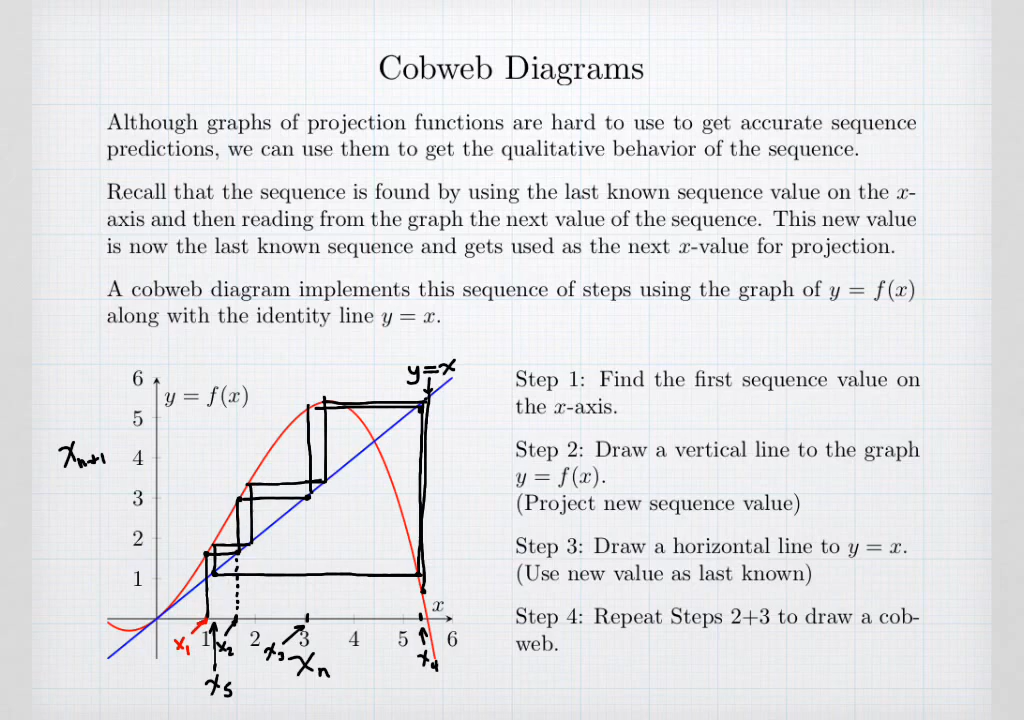 Cobweb Diagrams
Although graphs of projection functions are hard to use to get accurate sequence
predictions, we can use them to get the qualitative behavior of the sequence.
Recall that the sequence is found by using the last known sequence value on the x-
axis and then reading from the graph the next value of the sequence. This new value
is now the last known sequence and gets used as the next x-value for projection.
A cobweb diagram implements this sequence of steps using the graph of y = f(x)
along with the identity line y = x.
y=x
6
y = f(x)
5
xₙ₊₁
4
3
2
1
x
1 2 3 4 5 6
x₁ x₂ x₃ xₙ x₄
x₅
Step 1: Find the first sequence value on
the x-axis.
Step 2: Draw a vertical line to the graph
y = f(x).
(Project new sequence value)
Step 3: Draw a horizontal line to y = x.
(Use new value as last known)
Step 4: Repeat Steps 2+3 to draw a cob-
web.